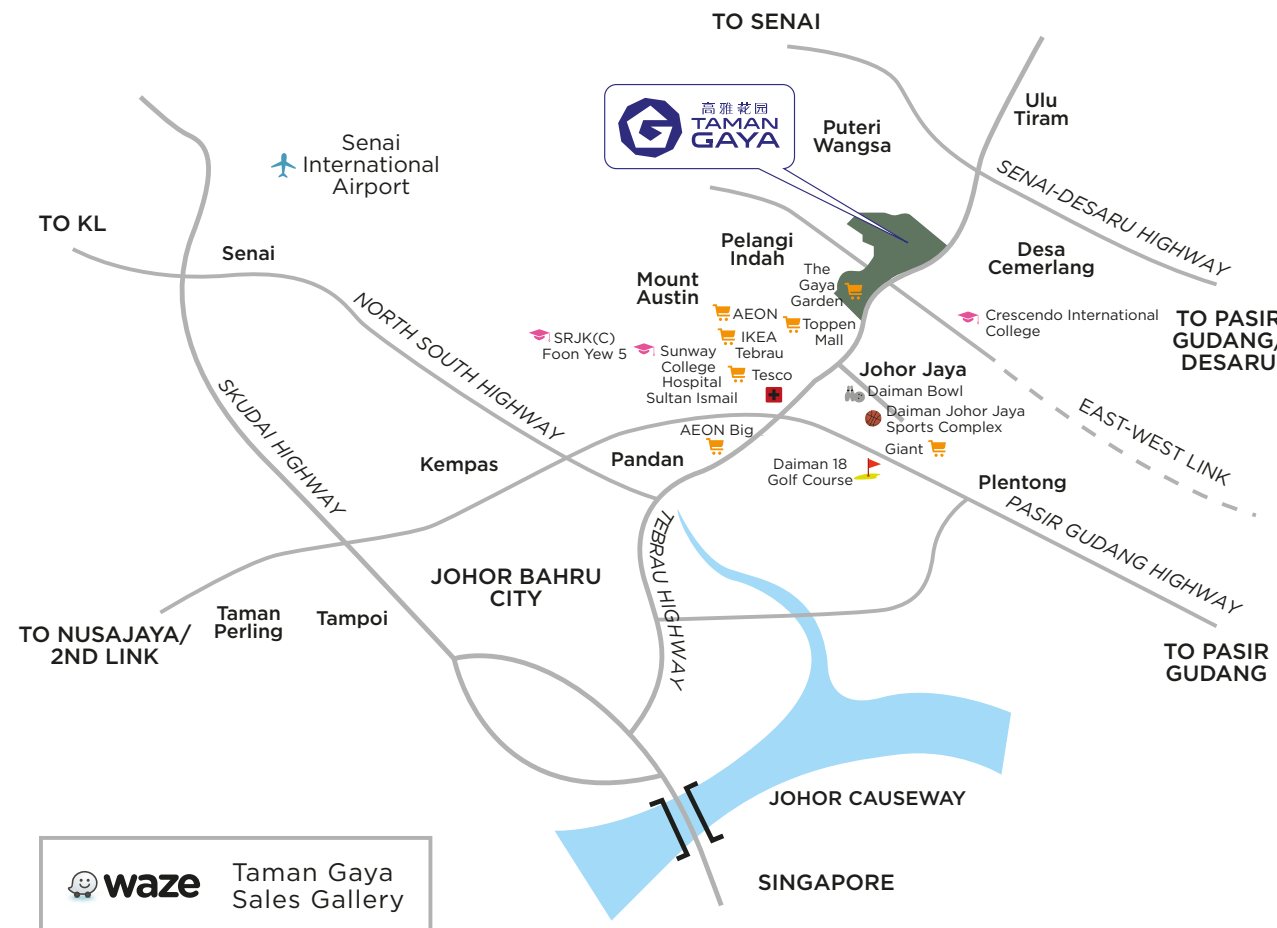 TO SENAI
Ulu
Tiram
高雅花园
TAMAN
GAYA
Puteri
Wangsa
Senai
International
Airport
SENAI-DESARU HIGHWAY
TO KL
Senai
Pelangi
Indah
Desa
Cemerlang
The
Gaya
Garden
Mount
Austin
NORTH SOUTH HIGHWAY
AEON
Toppen
Mall
Crescendo International
College
TO PASIR
GUDANG/
DESARU
SRJK(C)
Foon Yew 5
IKEA
Tebrau
Sunway
College
Hospital
Sultan Ismail
Tesco
Johor Jaya
Daiman Bowl
Daiman Johor Jaya
Sports Complex
Giant
EAST-WEST LINK
SKUDAI HIGHWAY
AEON Big
Kempas
Pandan
Daiman 18
Golf Course
Plentong
PASIR GUDANG HIGHWAY
TEBRAU HIGHWAY
JOHOR BAHRU
CITY
Taman
Perling
Tampoi
TO NUSAJAYA/
2ND LINK
TO PASIR
GUDANG
JOHOR CAUSEWAY
SINGAPORE
waze
Taman Gaya
Sales Gallery